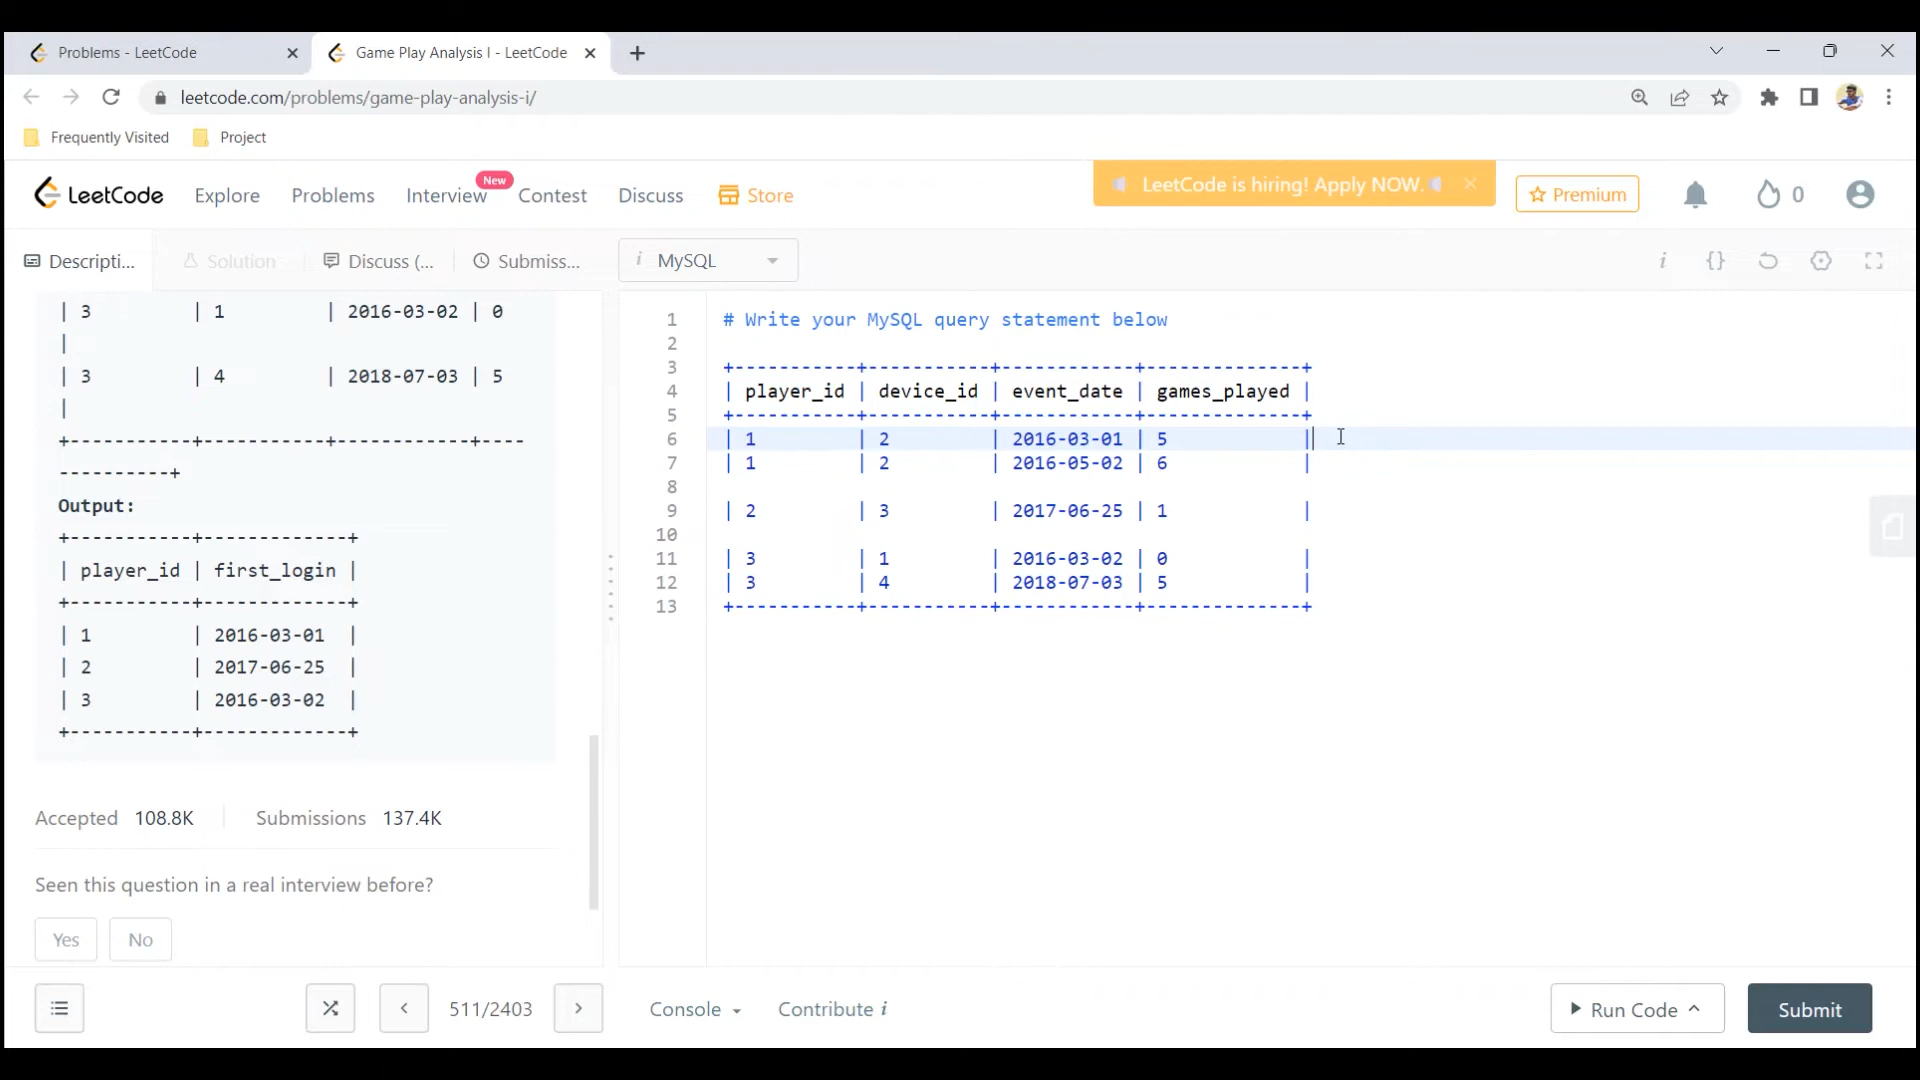 Problems - LeetCode
Game Play Analysis I - LeetCode
leetcode.com/problems/game-play-analysis-i/
Frequently Visited
Project
LeetCode
Explore
Problems
Interview
New
Contest
Discuss
Store
LeetCode is hiring! Apply NOW.
Premium
0
Descripti...
Solution
Discuss (...
Submiss...
i MySQL
i
{}
| 3         | 1         | 2016-03-02 | 0
|
| 3         | 4         | 2018-07-03 | 5
|
+-----------+-----------+------------+----
----------+
Output:
+-----------+-------------+
| player_id | first_login |
+-----------+-------------+
| 1         | 2016-03-01  |
| 2         | 2017-06-25  |
| 3         | 2016-03-02  |
+-----------+-------------+
Accepted 108.8K
Submissions 137.4K
Seen this question in a real interview before?
Yes
No
1 # Write your MySQL query statement below
2
3 +-----------+-----------+------------+--------------+
4 | player_id | device_id | event_date | games_played |
5 +-----------+-----------+------------+--------------+
6 | 1         | 2         | 2016-03-01 | 5            |
7 | 1         | 2         | 2016-05-02 | 6            |
8
9 | 2         | 3         | 2017-06-25 | 1            |
10
11 | 3         | 1         | 2016-03-02 | 0            |
12 | 3         | 4         | 2018-07-03 | 5            |
13 +-----------+-----------+------------+--------------+
511/2403
Console
Contribute i
Run Code
Submit